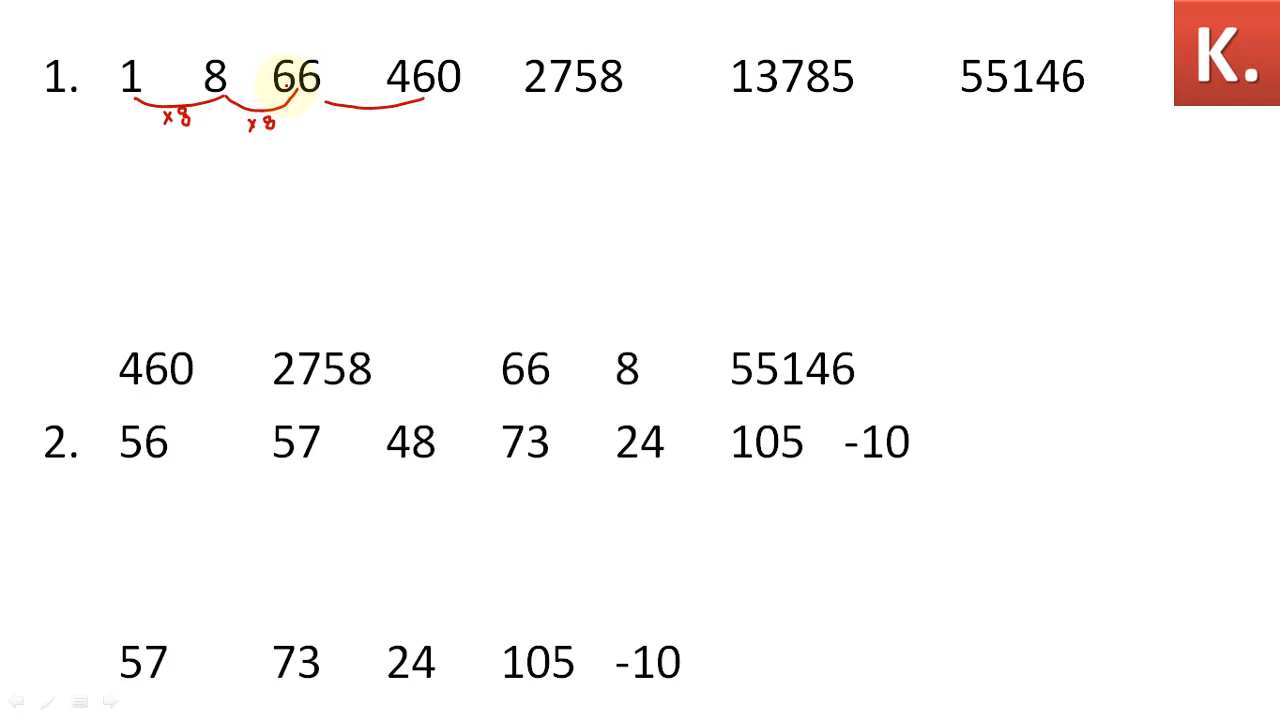 K.
1. 1 8 66 460 2758 13785 55146
×8 ×8
460 2758 66 8 55146
2. 56 57 48 73 24 105 -10
57 73 24 105 -10